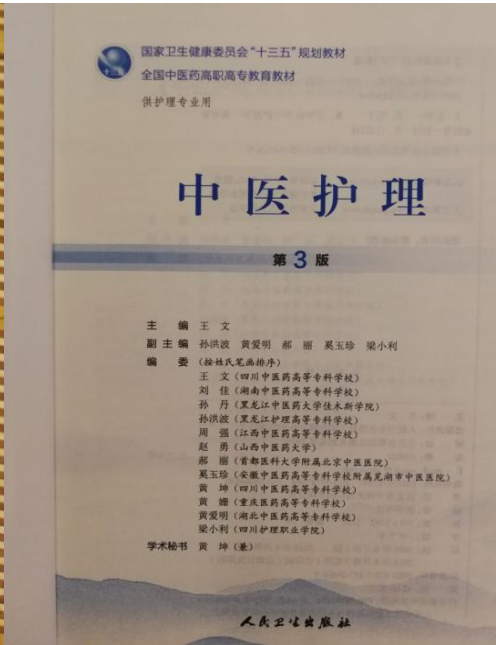 国家卫生健康委员会“十三五”规划教材
全国中医药高职高专教育教材
供护理专业用
中医护理
第3版
主 编 王 文
副主编 孙洪波 黄爱明 郝 丽 奚玉珍 梁小利
编 委 (按姓氏笔画排序)
王 文(四川中医药高等专科学校)
刘 佳(湖南中医药高等专科学校)
孙 丹(黑龙江中医药大学佳木斯学院)
孙洪波(黑龙江护理高等专科学校)
周 强(江西中医药高等专科学校)
赵 勇(山西中医药大学)
郝 丽(首都医科大学附属北京中医医院)
奚玉珍(安徽中医药高等专科学校附属芜湖市中医医院)
黄 坤(四川中医药高等专科学校)
黄 姗(重庆医药高等专科学校)
黄爱明(湖北中医药高等专科学校)
梁小利(四川护理职业学院)
学术秘书 黄 坤(兼)
人民卫生出版社